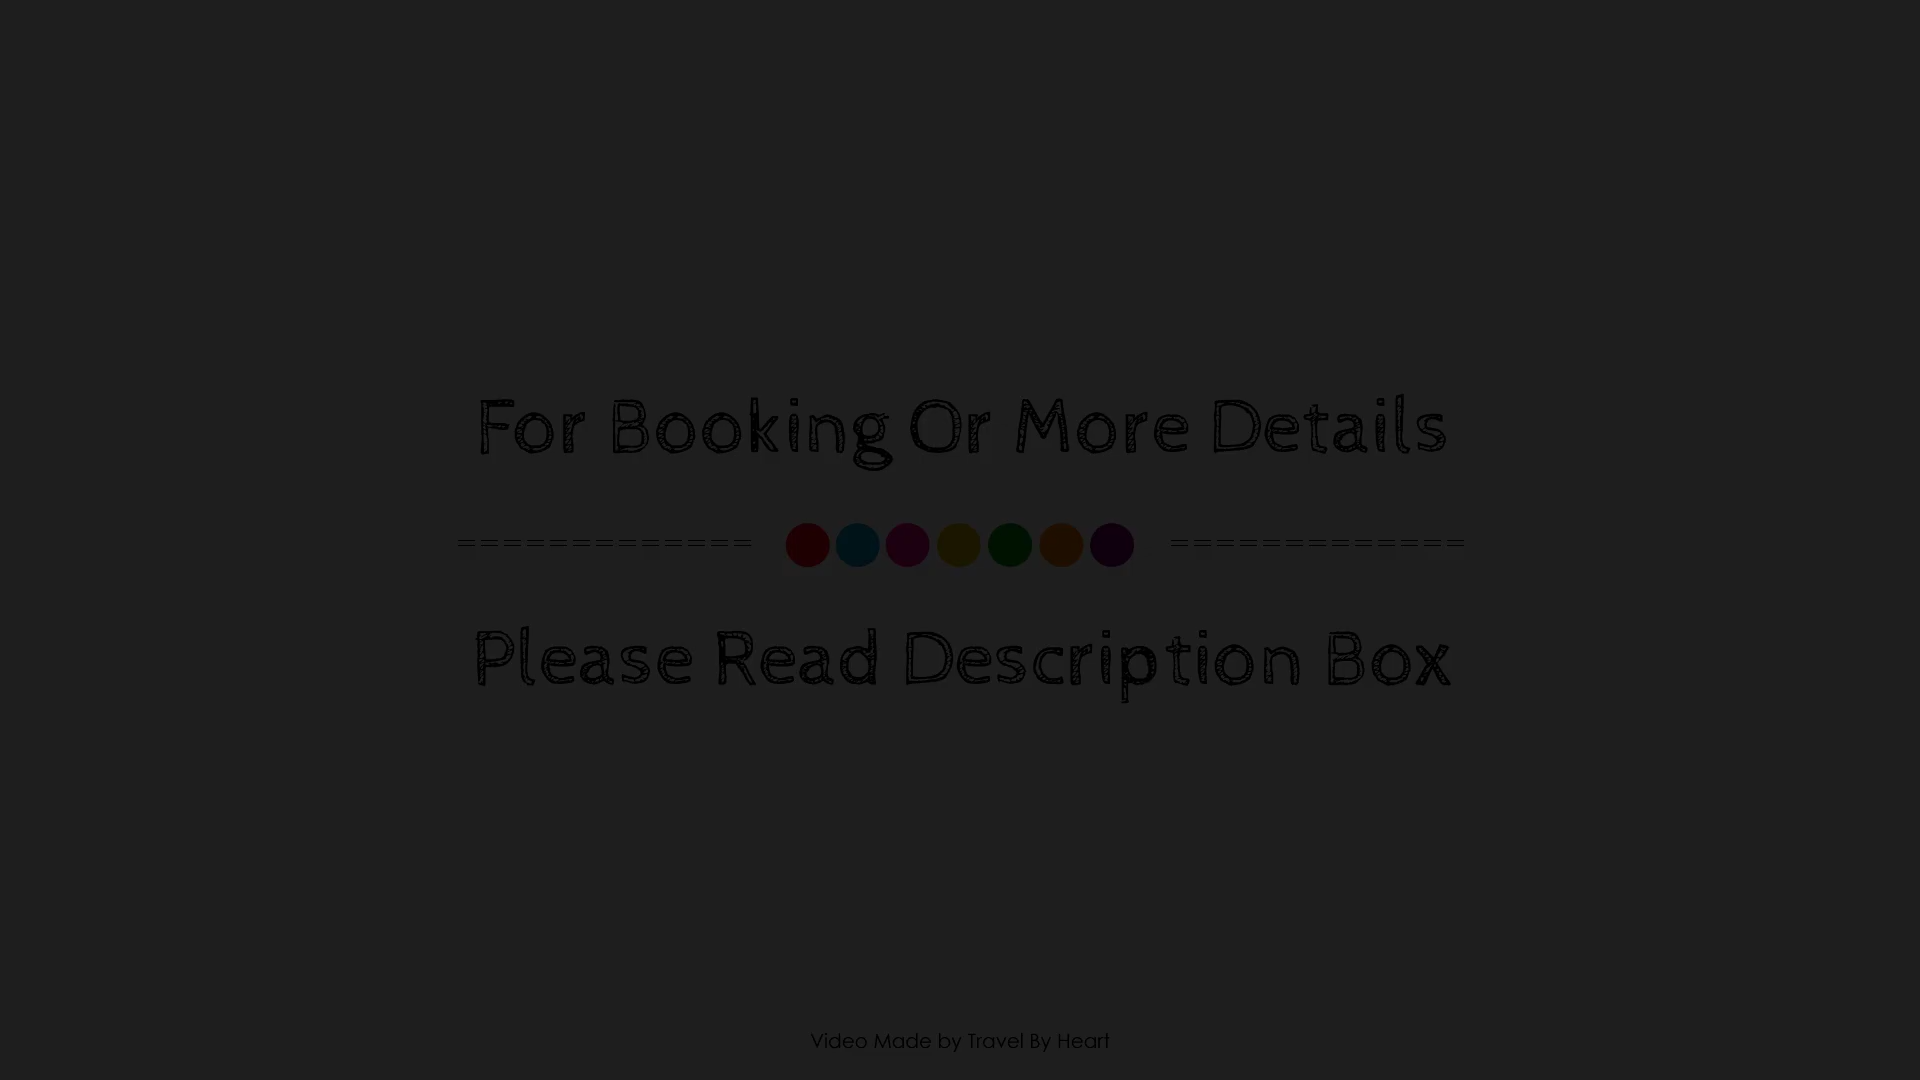 For Booking Or More Details
============= =============
Please Read Description Box
Video Made by Travel By Heart